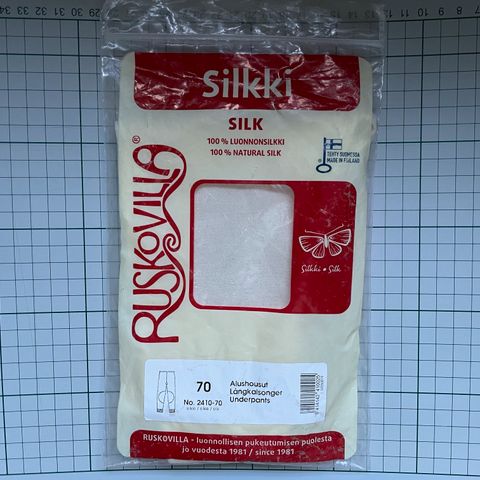 Silkki
SILK
100 % LUONNONSILKKI
100 % NATURAL SILK
TEHTY SUOMESSA
MADE IN FINLAND
RUSKOVILLA®
Silkki • Silk
70
No. 2410-70
Alushousut
Långkalsonger
Underpants
RUSKOVILLA - luonnollisen pukeutumisen puolesta
jo vuodesta 1981 / since 1981